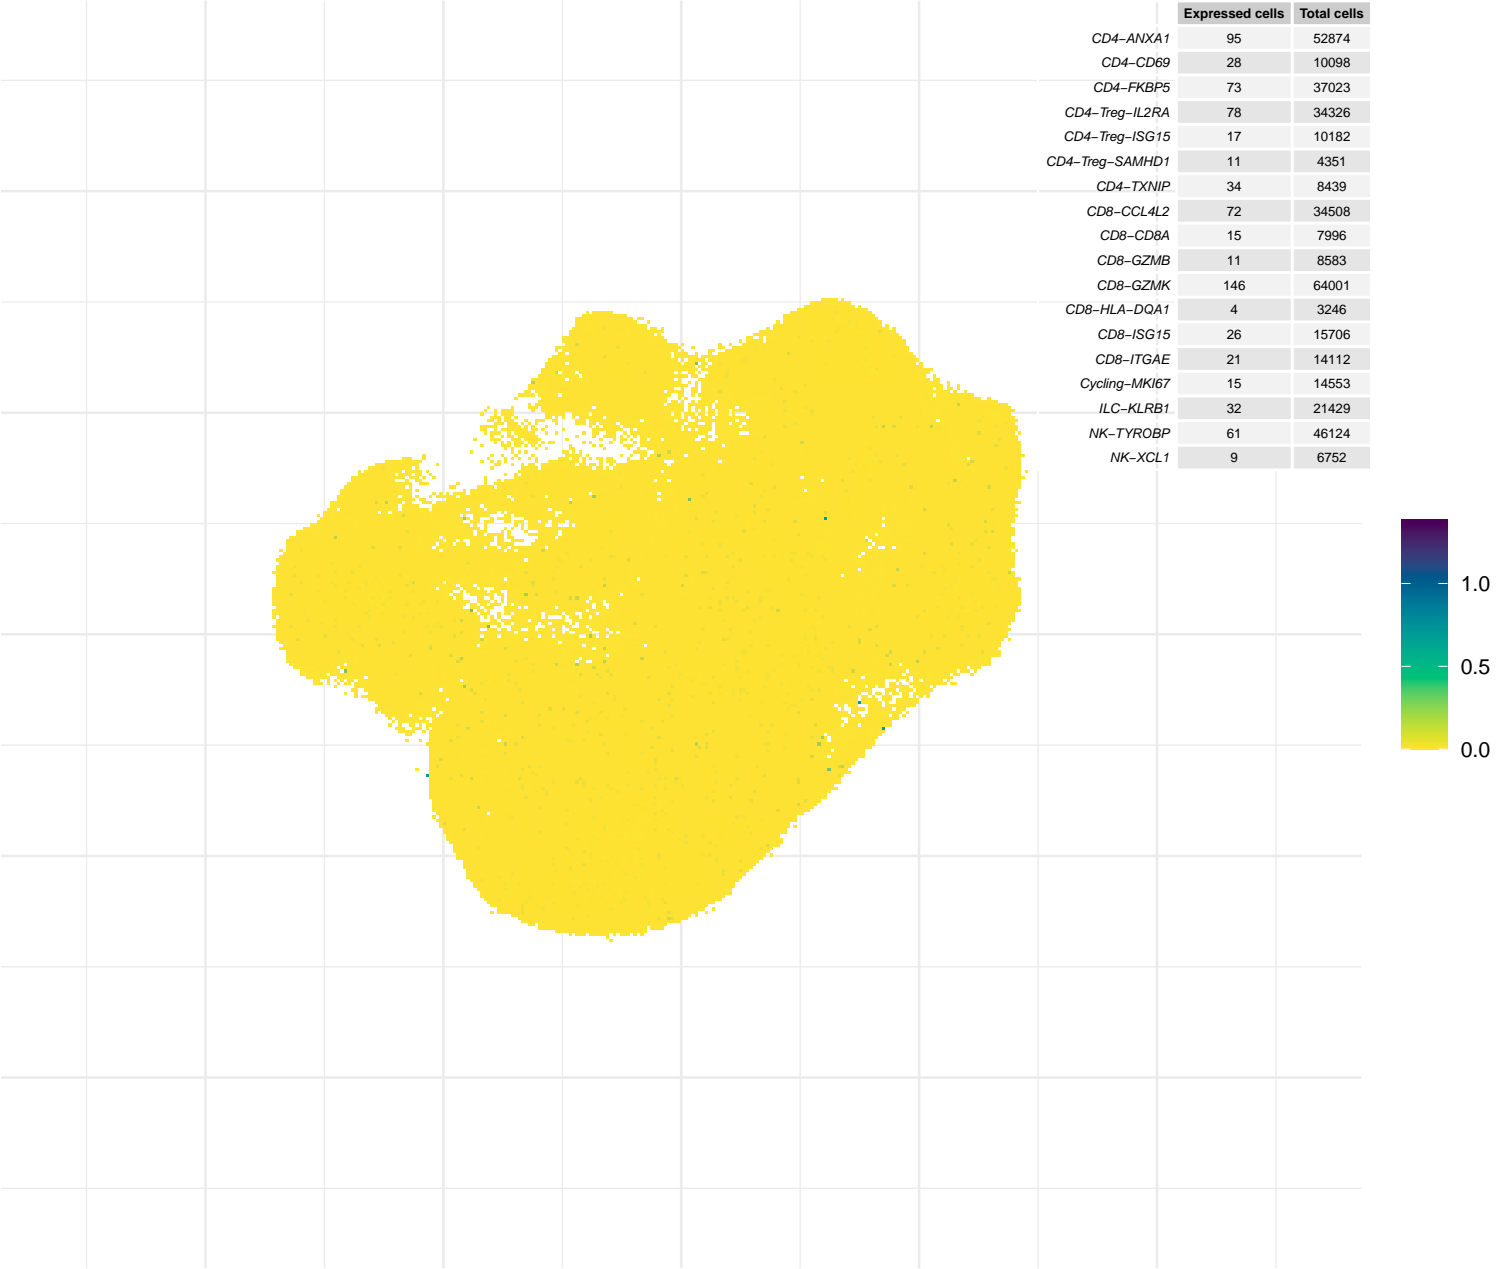 Expressed cells Total cells
CD4−ANXA1 95 52874
CD4−CD69 28 10098
CD4−FKBP5 73 37023
CD4−Treg−IL2RA 78 34326
CD4−Treg−ISG15 17 10182
CD4−Treg−SAMHD1 11 4351
CD4−TXNIP 34 8439
CD8−CCL4L2 72 34508
CD8−CD8A 15 7996
CD8−GZMB 11 8583
CD8−GZMK 146 64001
CD8−HLA−DQA1 4 3246
CD8−ISG15 26 15706
CD8−ITGAE 21 14112
Cycling−MKI67 15 14553
ILC−KLRB1 32 21429
NK−TYROBP 61 46124
NK−XCL1 9 6752
1.0
0.5
0.0